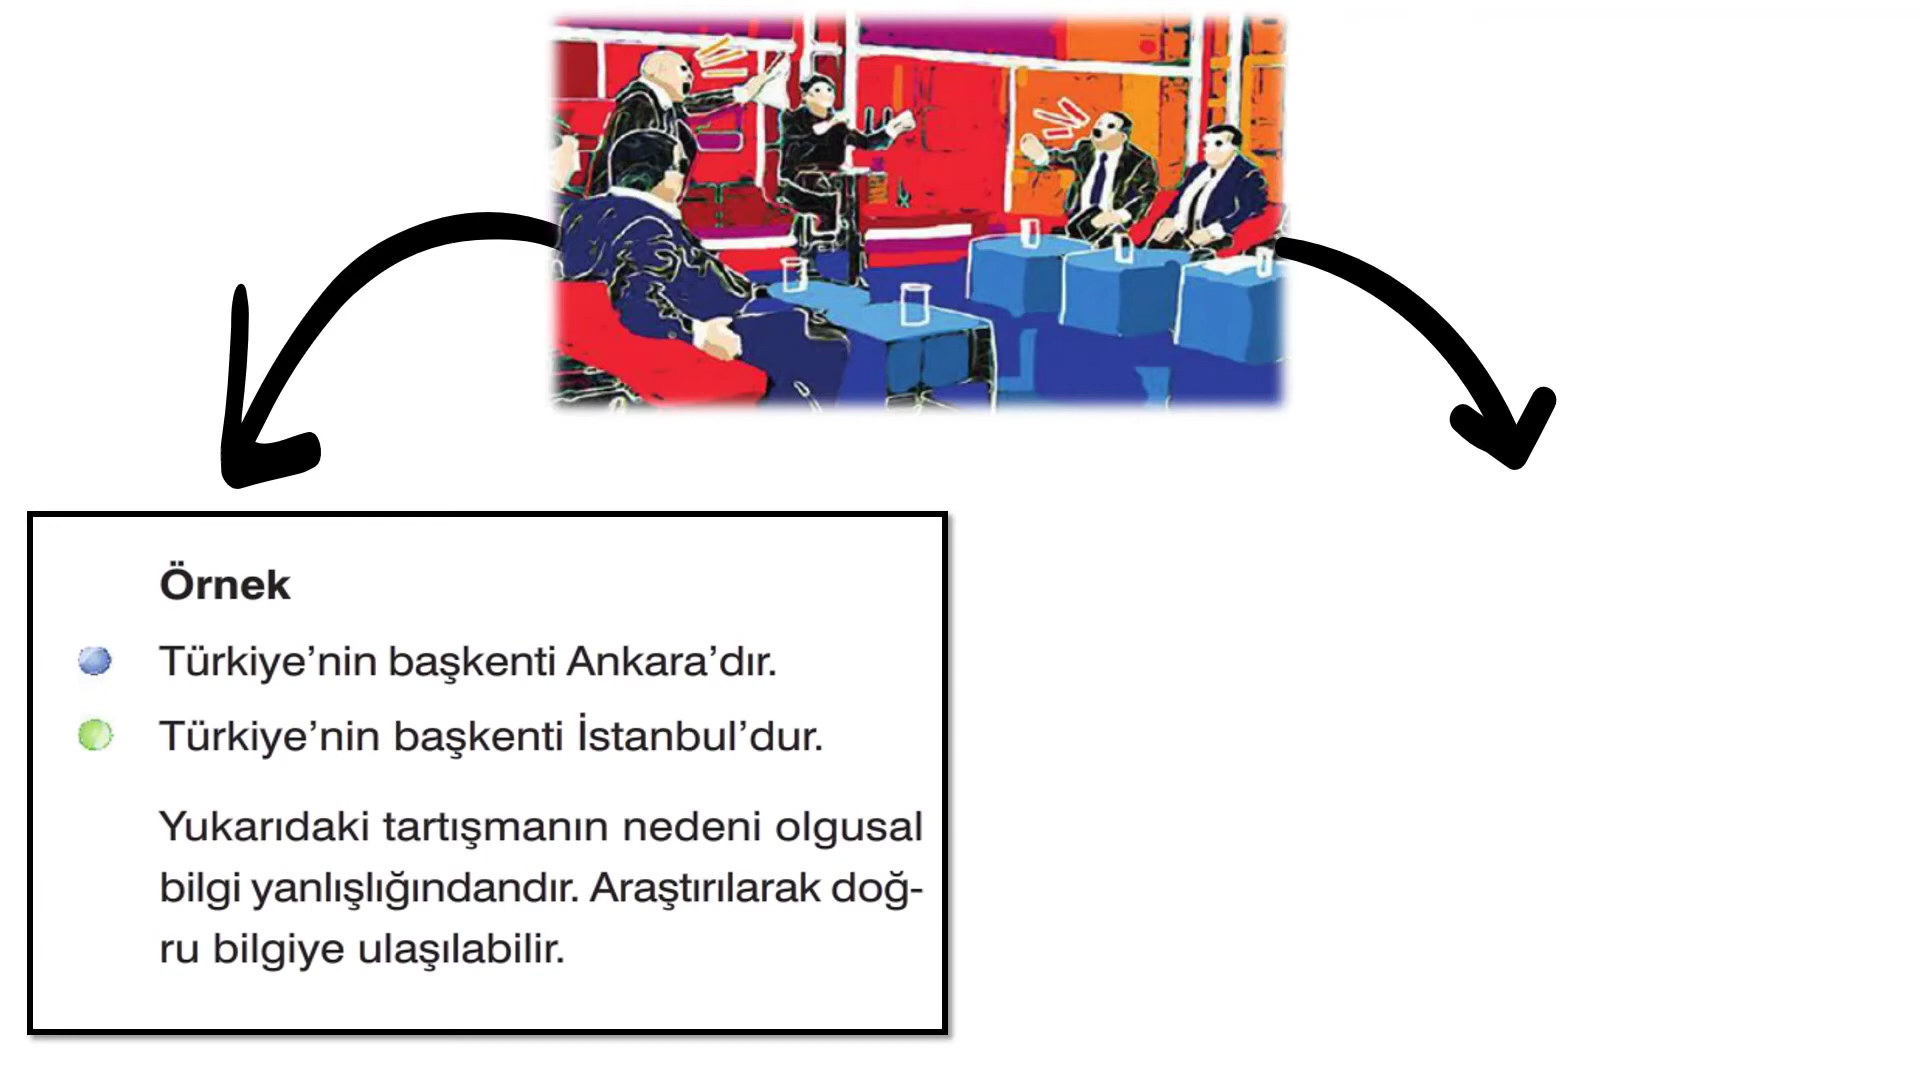 Örnek
Türkiye’nin başkenti Ankara’dır.
Türkiye’nin başkenti İstanbul’dur.
Yukarıdaki tartışmanın nedeni olgusal
bilgi yanlışlığındandır. Araştırılarak doğ-
ru bilgiye ulaşılabilir.